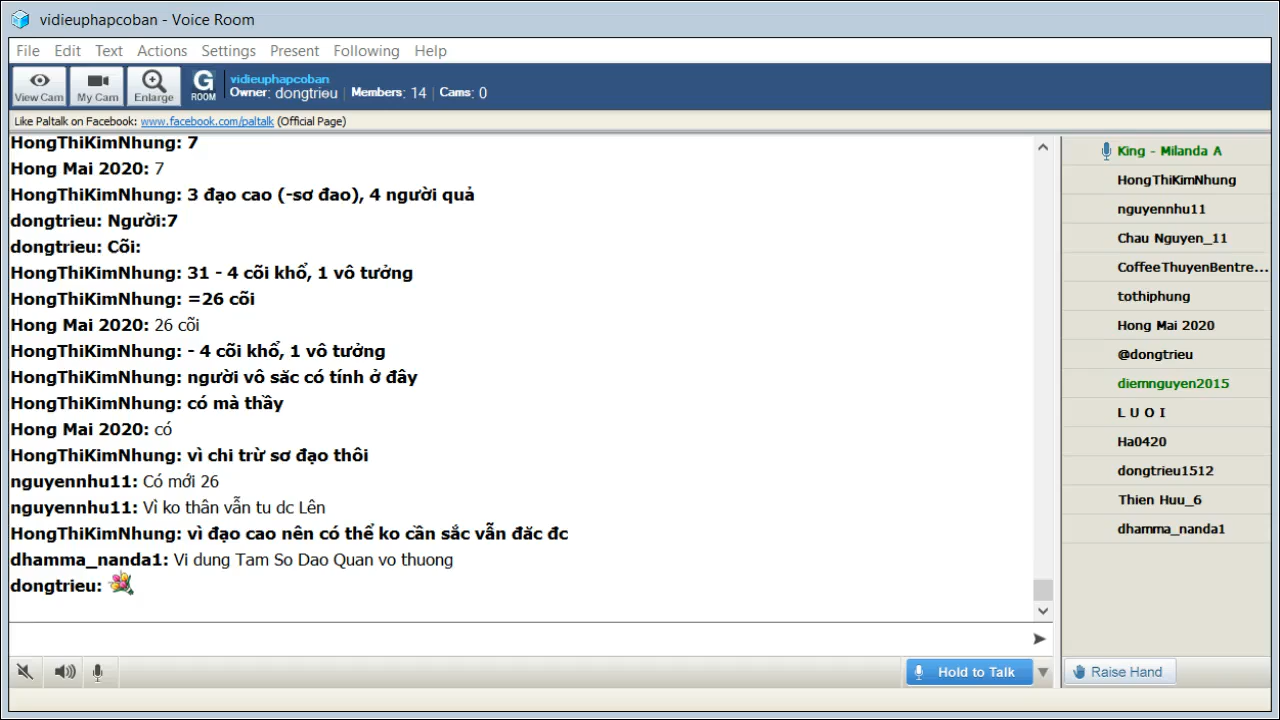 vidieuphapcoban - Voice Room
File Edit Text Actions Settings Present Following Help
View Cam My Cam Enlarge G ROOM
vidieuphapcoban
Owner: dongtrieu | Members: 14 | Cams: 0
Like Paltalk on Facebook: www.facebook.com/paltalk (Official Page)
HongThiKimNhung: 7
Hong Mai 2020: 7
HongThiKimNhung: 3 đạo cao (-sơ đao), 4 người quả
dongtrieu: Người:7
dongtrieu: Cõi:
HongThiKimNhung: 31 - 4 cõi khổ, 1 vô tưởng
HongThiKimNhung: =26 cõi
Hong Mai 2020: 26 cõi
HongThiKimNhung: - 4 cõi khổ, 1 vô tưởng
HongThiKimNhung: người vô săc có tính ở đây
HongThiKimNhung: có mà thầy
Hong Mai 2020: có
HongThiKimNhung: vì chi trừ sơ đạo thôi
nguyennhu11: Có mới 26
nguyennhu11: Vì ko thân vẫn tu dc Lên
HongThiKimNhung: vì đạo cao nên có thể ko cần sắc vẫn đăc đc
dhamma_nanda1: Vi dung Tam So Dao Quan vo thuong
dongtrieu:
King - Milanda A
HongThiKimNhung
nguyennhu11
Chau Nguyen_11
CoffeeThuyenBentre...
tothiphung
Hong Mai 2020
@dongtrieu
diemnguyen2015
L U O I
Ha0420
dongtrieu1512
Thien Huu_6
dhamma_nanda1
Hold to Talk
Raise Hand